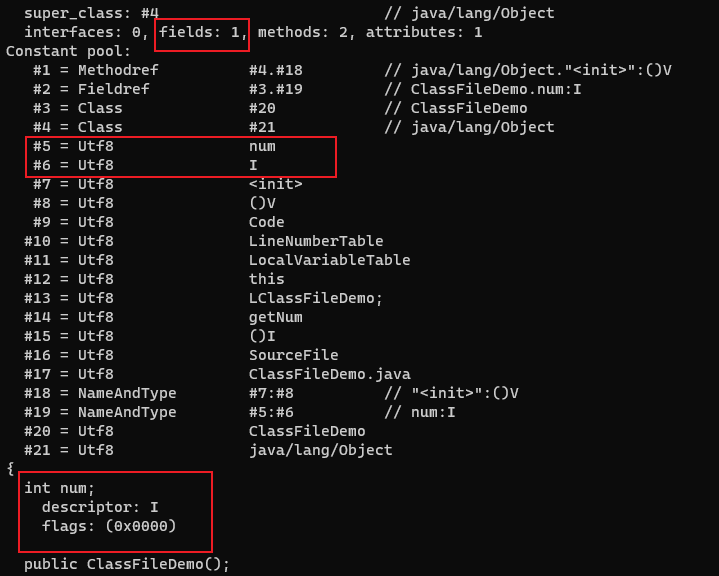 super_class: #4                         // java/lang/Object
interfaces: 0, fields: 1, methods: 2, attributes: 1
Constant pool:
#1 = Methodref          #4.#18         // java/lang/Object."<init>":()V
#2 = Fieldref           #3.#19         // ClassFileDemo.num:I
#3 = Class              #20            // ClassFileDemo
#4 = Class              #21            // java/lang/Object
#5 = Utf8               num
#6 = Utf8               I
#7 = Utf8               <init>
#8 = Utf8               ()V
#9 = Utf8               Code
#10 = Utf8               LineNumberTable
#11 = Utf8               LocalVariableTable
#12 = Utf8               this
#13 = Utf8               LClassFileDemo;
#14 = Utf8               getNum
#15 = Utf8               ()I
#16 = Utf8               SourceFile
#17 = Utf8               ClassFileDemo.java
#18 = NameAndType        #7:#8          // "<init>":()V
#19 = NameAndType        #5:#6          // num:I
#20 = Utf8               ClassFileDemo
#21 = Utf8               java/lang/Object
{
int num;
descriptor: I
flags: (0x0000)
public ClassFileDemo();